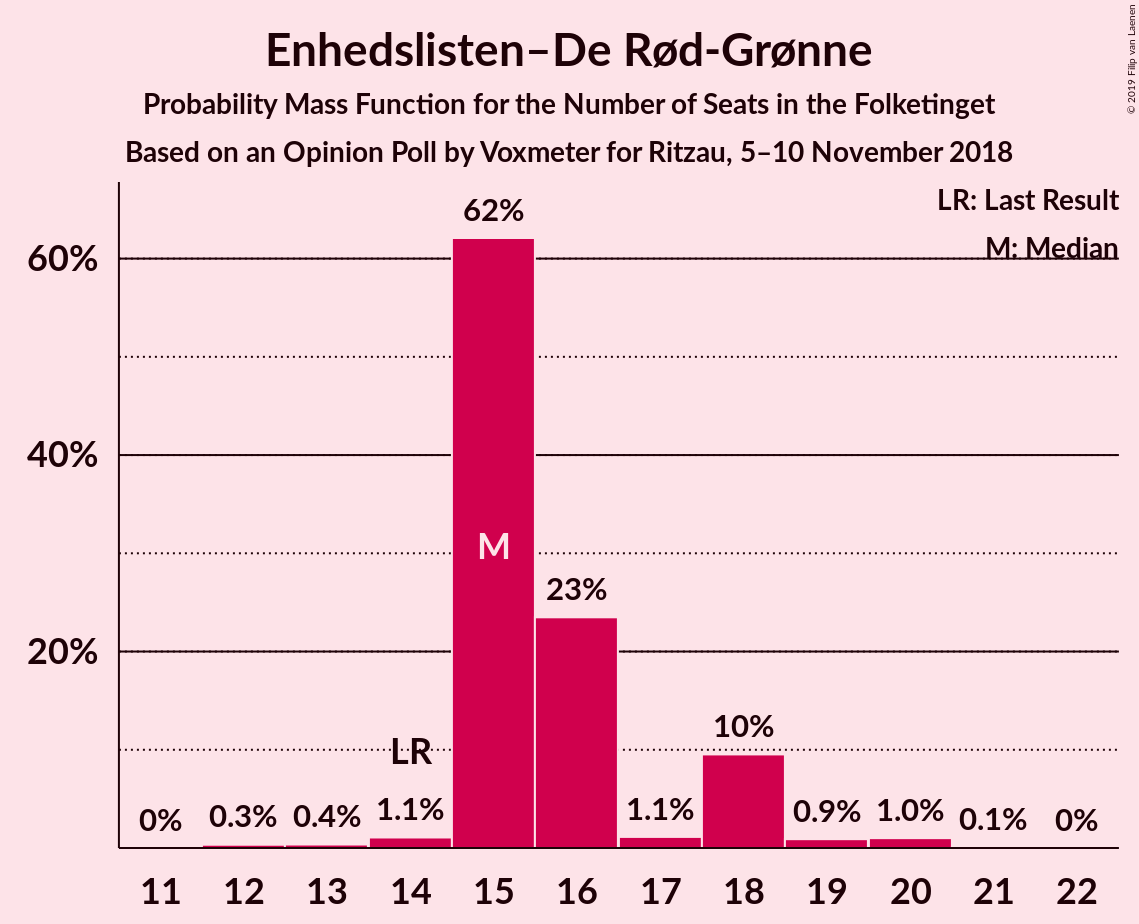 Enhedslisten–De Rød-Grønne
Probability Mass Function for the Number of Seats in the Folketinget
Based on an Opinion Poll by Voxmeter for Ritzau, 5–10 November 2018
© 2019 Filip van Laenen
LR: Last Result
M: Median
60%
40%
20%
0%
0.3%
0.4%
1.1%
LR
62%
M
23%
1.1%
10%
0.9%
1.0%
0.1%
0%
11 12 13 14 15 16 17 18 19 20 21 22